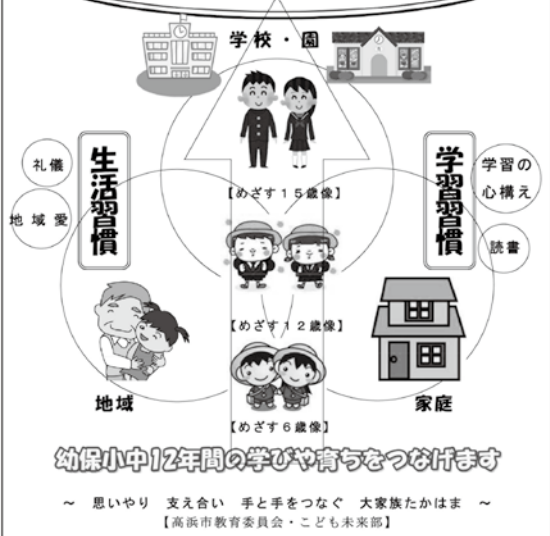 学校・園
礼儀
地域愛
生活習慣
学習習慣
学習の
心構え
読書
【めざす15歳像】
【めざす12歳像】
地域
家庭
【めざす6歳像】
幼保小中12年間の学びや育ちをつなげます
～ 思いやり 支え合い 手と手をつなぐ 大家族たかはま ～
【高浜市教育委員会・こども未来部】